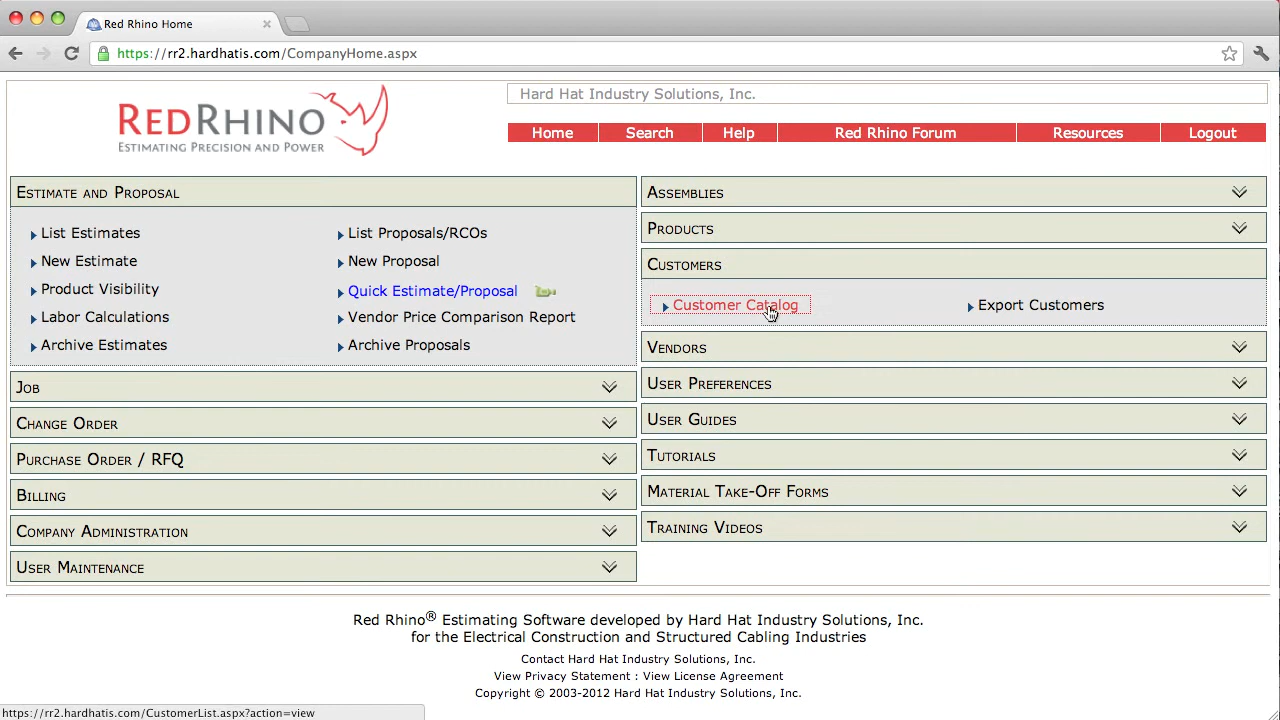 Red Rhino Home
https://rr2.hardhatis.com/CompanyHome.aspx
REDRHINO
ESTIMATING PRECISION AND POWER
Hard Hat Industry Solutions, Inc.
Home Search Help Red Rhino Forum Resources Logout
ESTIMATE AND PROPOSAL
List Estimates
List Proposals/RCOs
New Estimate
New Proposal
Product Visibility
Quick Estimate/Proposal
Labor Calculations
Vendor Price Comparison Report
Archive Estimates
Archive Proposals
JOB
CHANGE ORDER
PURCHASE ORDER / RFQ
BILLING
COMPANY ADMINISTRATION
USER MAINTENANCE
ASSEMBLIES
PRODUCTS
CUSTOMERS
Customer Catalog
Export Customers
VENDORS
USER PREFERENCES
USER GUIDES
TUTORIALS
MATERIAL TAKE-OFF FORMS
TRAINING VIDEOS
Red Rhino® Estimating Software developed by Hard Hat Industry Solutions, Inc.
for the Electrical Construction and Structured Cabling Industries
Contact Hard Hat Industry Solutions, Inc.
View Privacy Statement : View License Agreement
Copyright © 2003-2012 Hard Hat Industry Solutions, Inc.
https://rr2.hardhatis.com/CustomerList.aspx?action=view